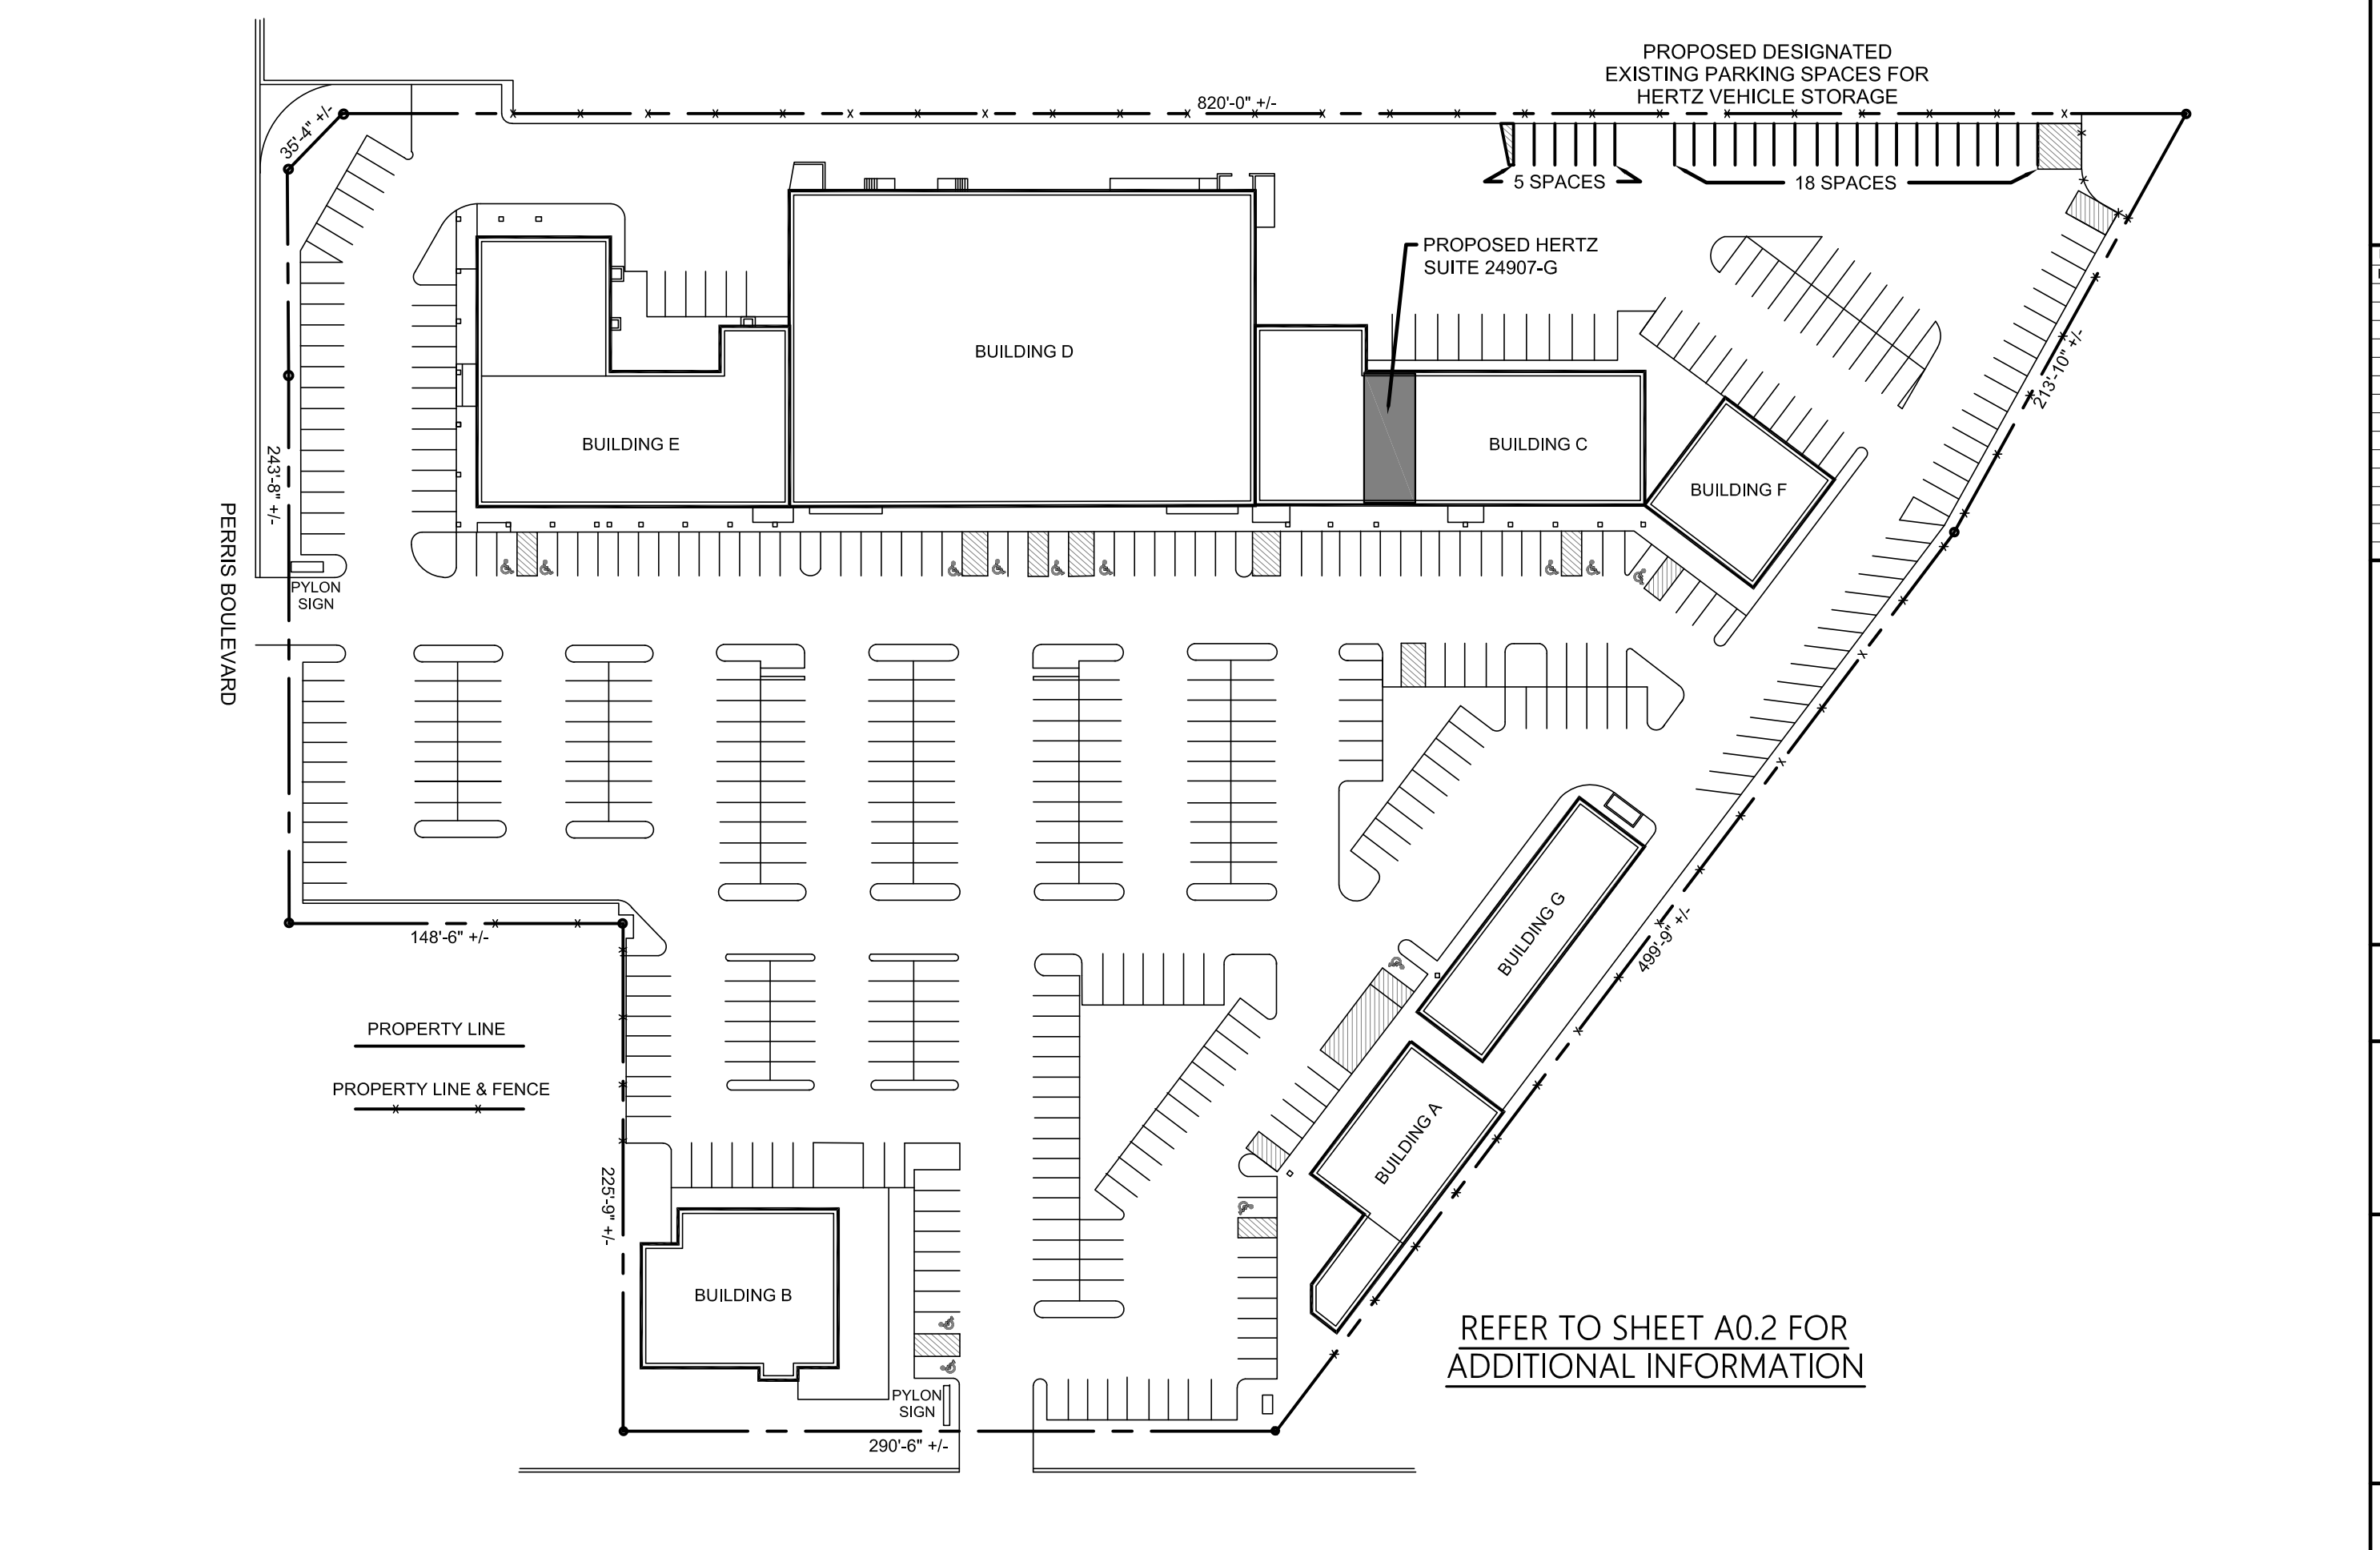 PROPOSED DESIGNATED
EXISTING PARKING SPACES FOR
HERTZ VEHICLE STORAGE
820'-0" +/-
35'-4" +/-
5 SPACES
18 SPACES
PROPOSED HERTZ
SUITE 24907-G
BUILDING D
213'-10" +/-
BUILDING E
BUILDING C
BUILDING F
243'-8" +/-
PERRIS BOULEVARD
PYLON
SIGN
148'-6" +/-
BUILDING G
499'-9" +/-
PROPERTY LINE
PROPERTY LINE & FENCE
BUILDING A
225'-9" +/-
BUILDING B
REFER TO SHEET A0.2 FOR
ADDITIONAL INFORMATION
PYLON
SIGN
290'-6" +/-